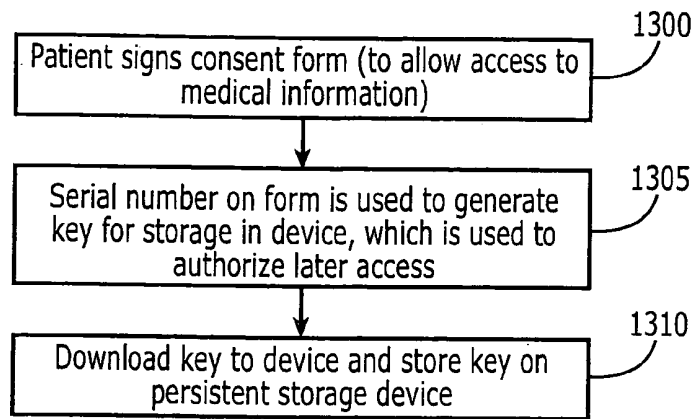 1300
Patient signs consent form (to allow access to
medical information)
1305
Serial number on form is used to generate
key for storage in device, which is used to
authorize later access
1310
Download key to device and store key on
persistent storage device